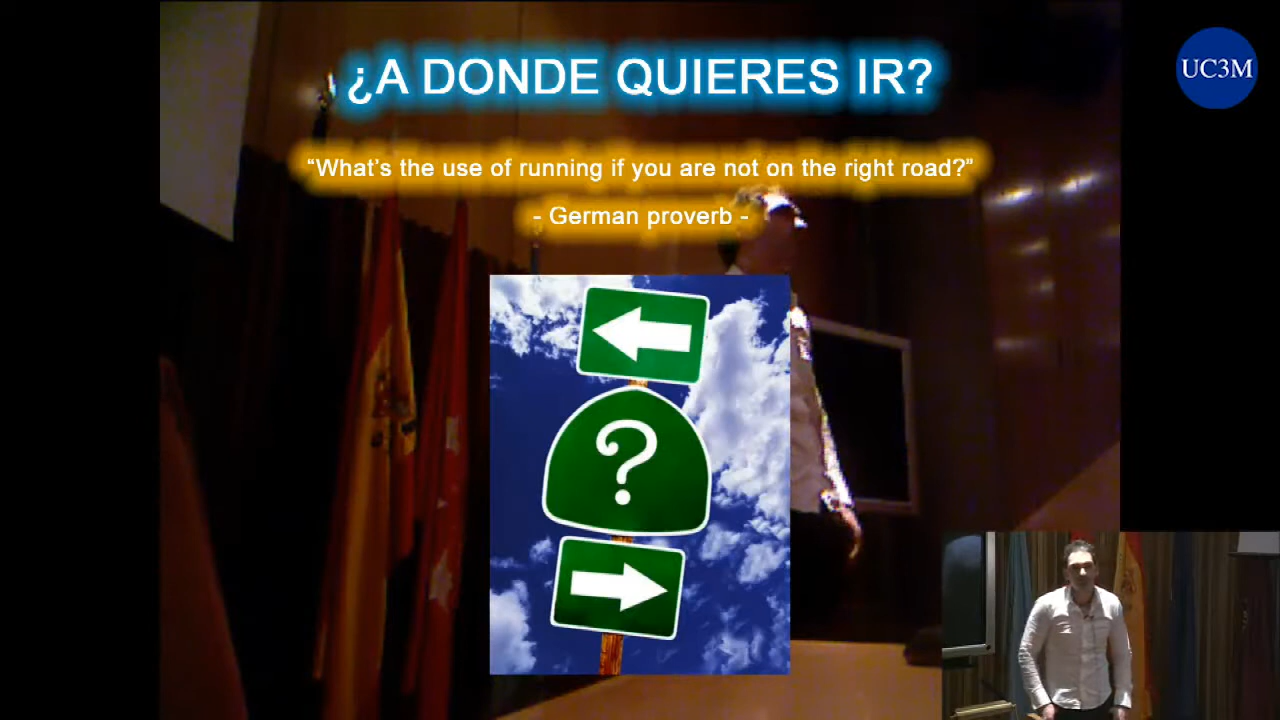 ¿A DONDE QUIERES IR?
UC3M
“What’s the use of running if you are not on the right road?”
- German proverb -
?